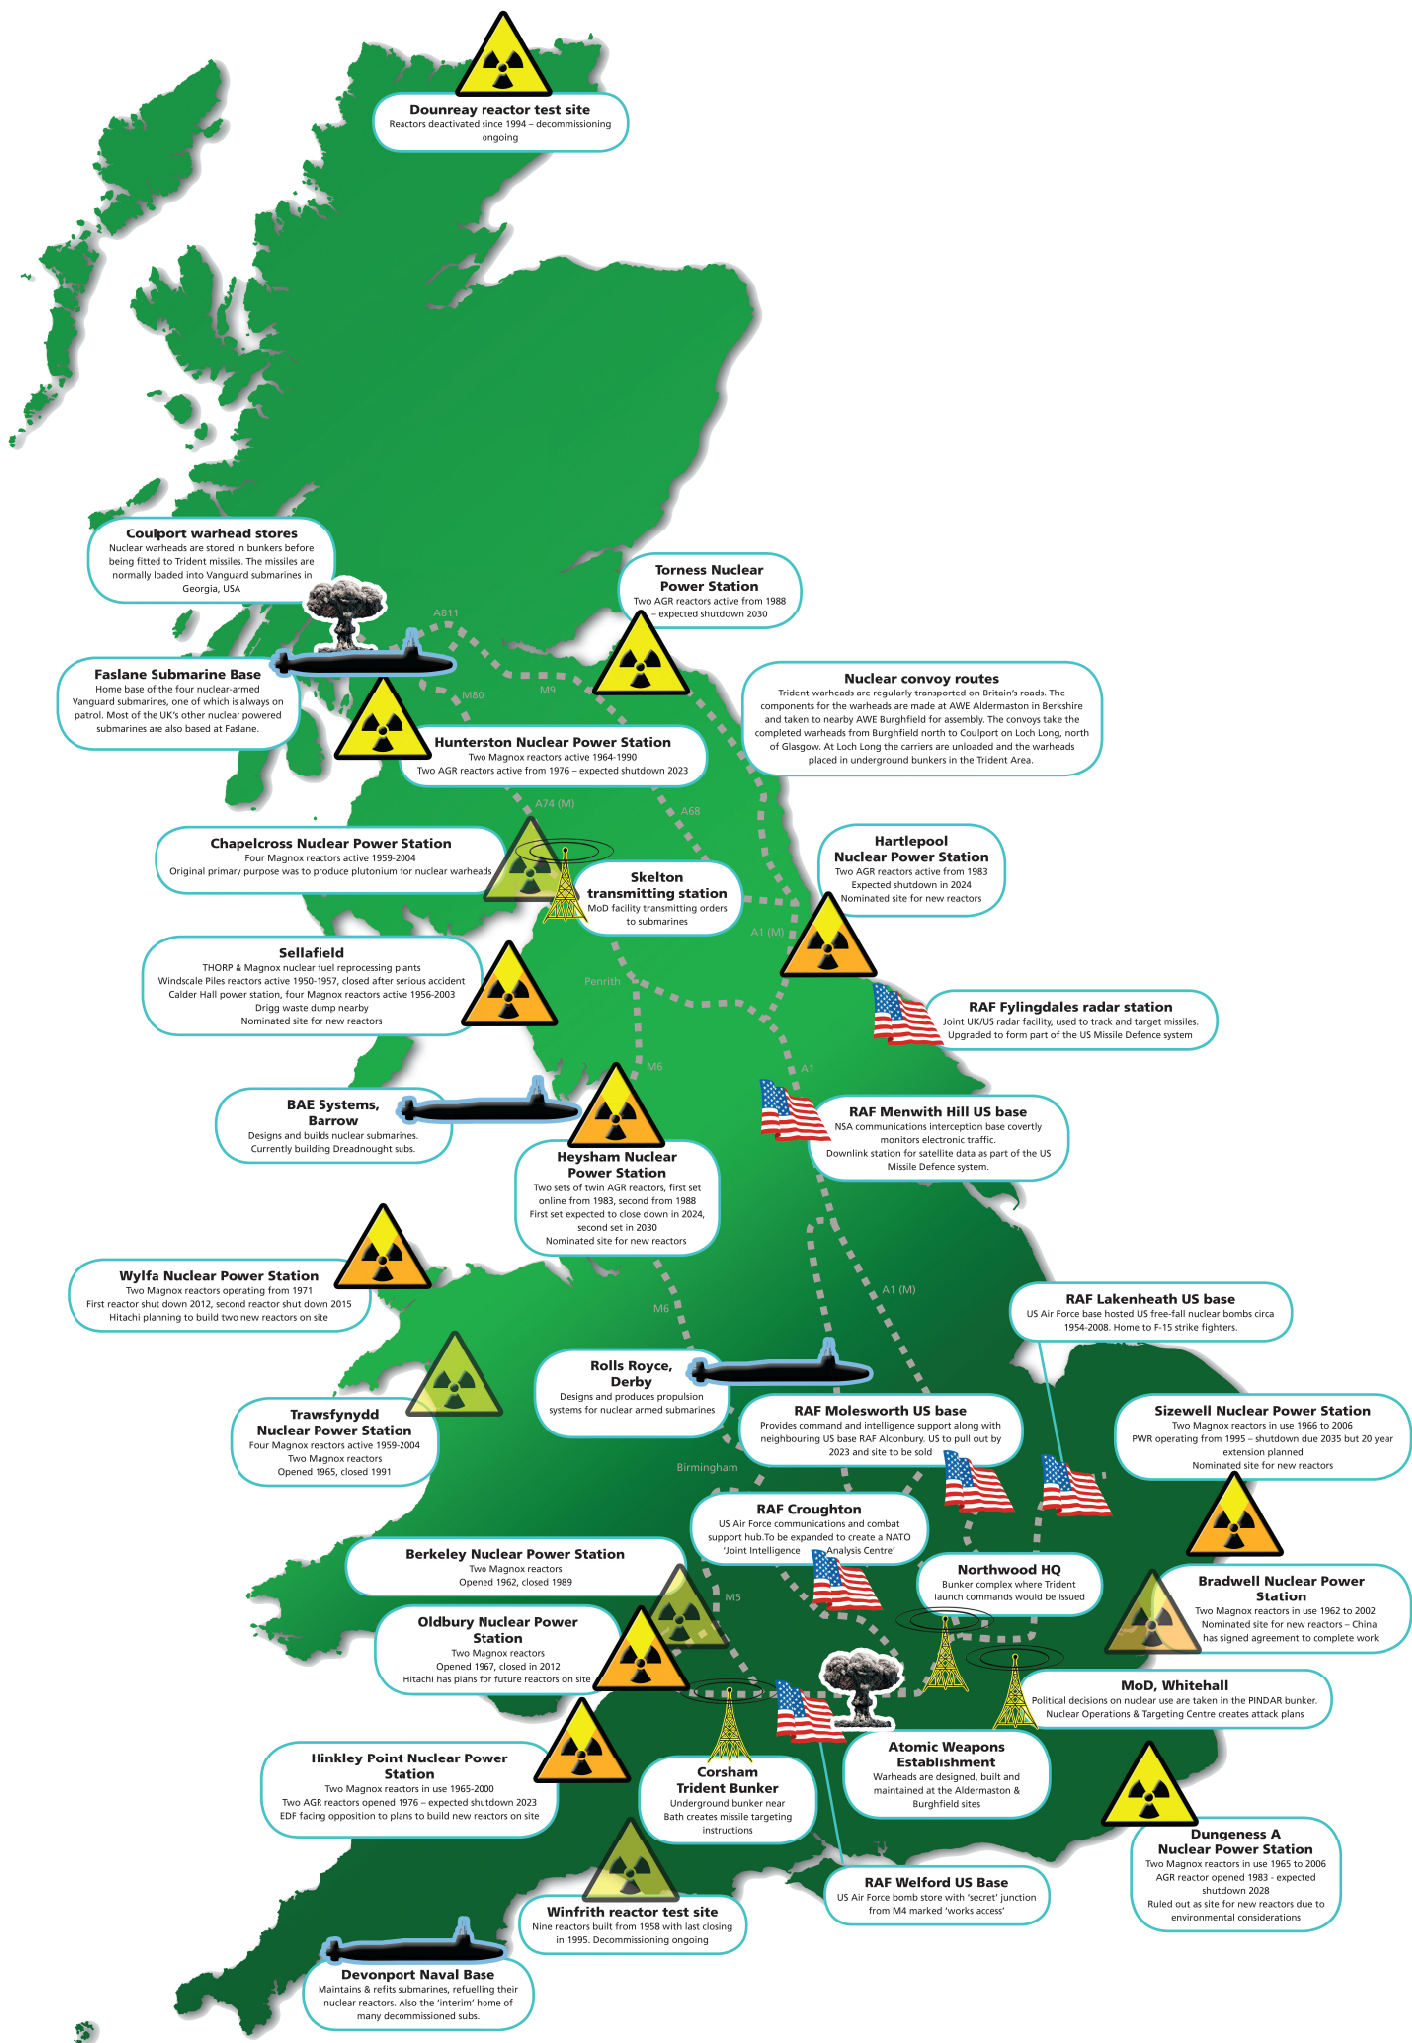 Dounreay reactor test site
Reactors deactivated since 1994 – decommissioning
ongoing
Coulport warhead stores
Nuclear warheads are stored in bunkers before
being fitted to Trident missiles. The missiles are
normally loaded into Vanguard submarines in
Georgia, USA
Torness Nuclear
Power Station
Two AGR reactors active from 1988
– expected shutdown 2030
A811
Faslane Submarine Base
Home base of the four nuclear-armed
Vanguard submarines, one of which is always on
patrol. Most of the UK's other nuclear powered
submarines are also based at Faslane.
M80
M9
Nuclear convoy routes
Trident warheads are regularly transported on Britain's roads. The
components for the warheads are made at AWE Aldermaston in Berkshire
and taken to nearby AWE Burghfield for assembly. The convoys take the
completed warheads from Burghfield north to Coulport on Loch Long, north
of Glasgow. At Loch Long the carriers are unloaded and the warheads
placed in underground bunkers in the Trident Area.
Hunterston Nuclear Power Station
Two Magnox reactors active 1964-1990
Two AGR reactors active from 1976 – expected shutdown 2023
A74 (M)
A68
Chapelcross Nuclear Power Station
Four Magnox reactors active 1959-2004
Original primary purpose was to produce plutonium for nuclear warheads
Hartlepool
Nuclear Power Station
Two AGR reactors active from 1983
Expected shutdown in 2024
Nominated site for new reactors
Skelton
transmitting station
MoD facility transmitting orders
to submarines
A1 (M)
Sellafield
THORP & Magnox nuclear fuel reprocessing plants
Windscale Piles reactors active 1950-1957, closed after serious accident
Calder Hall power station, four Magnox reactors active 1956-2003
Drigg waste dump nearby
Nominated site for new reactors
Penrith
RAF Fylingdales radar station
Joint UK/US radar facility, used to track and target missiles.
Upgraded to form part of the US Missile Defence system
M6
A1
BAE Systems,
Barrow
Designs and builds nuclear submarines.
Currently building Dreadnought subs.
RAF Menwith Hill US base
NSA communications interception base covertly
monitors electronic traffic.
Downlink station for satellite data as part of the US
Missile Defence system.
Heysham Nuclear
Power Station
Two sets of twin AGR reactors, first set
online from 1983, second from 1988
First set expected to close down in 2024,
second set in 2030
Nominated site for new reactors
Wylfa Nuclear Power Station
Two Magnox reactors operating from 1971
First reactor shut down 2012, second reactor shut down 2015
Hitachi planning to build two new reactors on site
M6
A1 (M)
RAF Lakenheath US base
US Air Force base hosted US free-fall nuclear bombs circa
1954-2008. Home to F-15 strike fighters.
Rolls Royce,
Derby
Designs and produces propulsion
systems for nuclear armed submarines
Trawsfynydd
Nuclear Power Station
Four Magnox reactors active 1959-2004
Two Magnox reactors
Opened 1965, closed 1991
RAF Molesworth US base
Provides command and intelligence support along with
neighbouring US base RAF Alconbury. US to pull out by
2023 and site to be sold
Sizewell Nuclear Power Station
Two Magnox reactors in use 1966 to 2006
PWR operating from 1995 – shutdown due 2035 but 20 year
extension planned
Nominated site for new reactors
Birmingham
RAF Croughton
US Air Force communications and combat
support hub.To be expanded to create a NATO
'Joint Intelligence Analysis Centre'
Berkeley Nuclear Power Station
Two Magnox reactors
Opened 1962, closed 1989
Northwood HQ
Bunker complex where Trident
launch commands would be issued
Bradwell Nuclear Power
Station
Two Magnox reactors in use 1962 to 2002
Nominated site for new reactors – China
has signed agreement to complete work
M5
Oldbury Nuclear Power
Station
Two Magnox reactors
Opened 1967, closed in 2012
Hitachi has plans for future reactors on site
MoD, Whitehall
Political decisions on nuclear use are taken in the PINDAR bunker.
Nuclear Operations & Targeting Centre creates attack plans
Hinkley Point Nuclear Power
Station
Two Magnox reactors in use 1965-2000
Two AGR reactors opened 1976 – expected shutdown 2023
EDF facing opposition to plans to build new reactors on site
Corsham
Trident Bunker
Underground bunker near
Bath creates missile targeting
instructions
Atomic Weapons
Establishment
Warheads are designed, built and
maintained at the Aldermaston &
Burghfield sites
Dungeness A
Nuclear Power Station
Two Magnox reactors in use 1965 to 2006
AGR reactor opened 1983 - expected
shutdown 2028
Ruled out as site for new reactors due to
environmental considerations
RAF Welford US Base
US Air Force bomb store with 'secret' junction
from M4 marked 'works access'
Winfrith reactor test site
Nine reactors built from 1958 with last closing
in 1995. Decommissioning ongoing
Devonport Naval Base
Maintains & refits submarines, refuelling their
nuclear reactors. Also the 'interim' home of
many decommissioned subs.